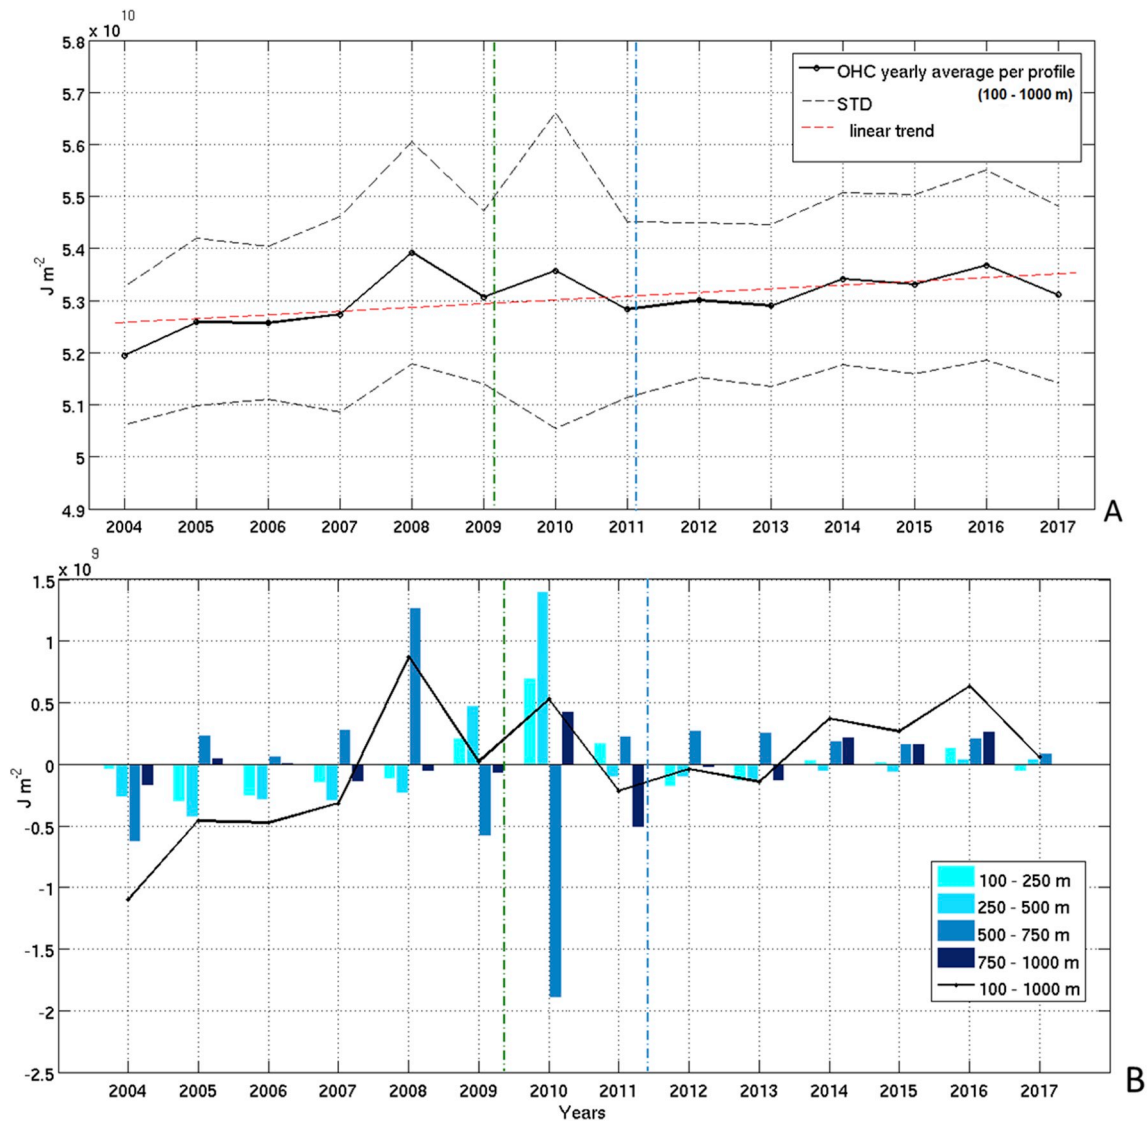 x 10
10
5.8
5.7
5.6
5.5
5.4
5.3
5.2
5.1
5
4.9
J m-2
OHC yearly average per profile
(100 - 1000 m)
STD
linear trend
2004 2005 2006 2007 2008 2009 2010 2011 2012 2013 2014 2015 2016 2017
A
x 10
9
1.5
1
0.5
0
-0.5
-1
-1.5
-2
-2.5
J m-2
100 - 250 m
250 - 500 m
500 - 750 m
750 - 1000 m
100 - 1000 m
2004 2005 2006 2007 2008 2009 2010 2011 2012 2013 2014 2015 2016 2017
Years
B